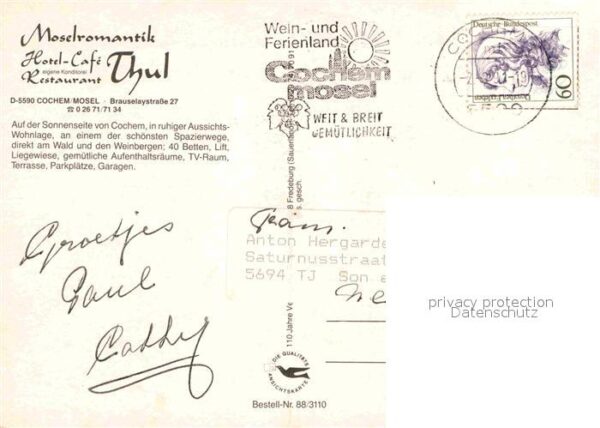 Moselromantik
Hotel-Café
eigene Konditorei
Restaurant Thul
D-5590 COCHEM/MOSEL · Brauselaystraße 27
☎ 0 26 71/71 34
Auf der Sonnenseite von Cochem, in ruhiger Aussichts-
Wohnlage, an einem der schönsten Spazierwege,
direkt am Wald und den Weinbergen; 40 Betten, Lift,
Liegewiese, gemütliche Aufenthaltsräume, TV-Raum,
Terrasse, Parkplätze, Garagen.
Groetjes
Paul
Cathy
Wein- und
Ferienland
Cochem
mosel
WEIT & BREIT
GEMÜTLICHKEIT
Deutsche Bundespost
60
8 Fredeburg
s. gesch.
110 Jahre
DIE QUALITÄTS
ANSICHTSKARTE
Bestell-Nr. 88/3110
Fam.
Anton Hergarde
Saturnusstraat
5694 TJ Son e
privacy protection
Datenschutz